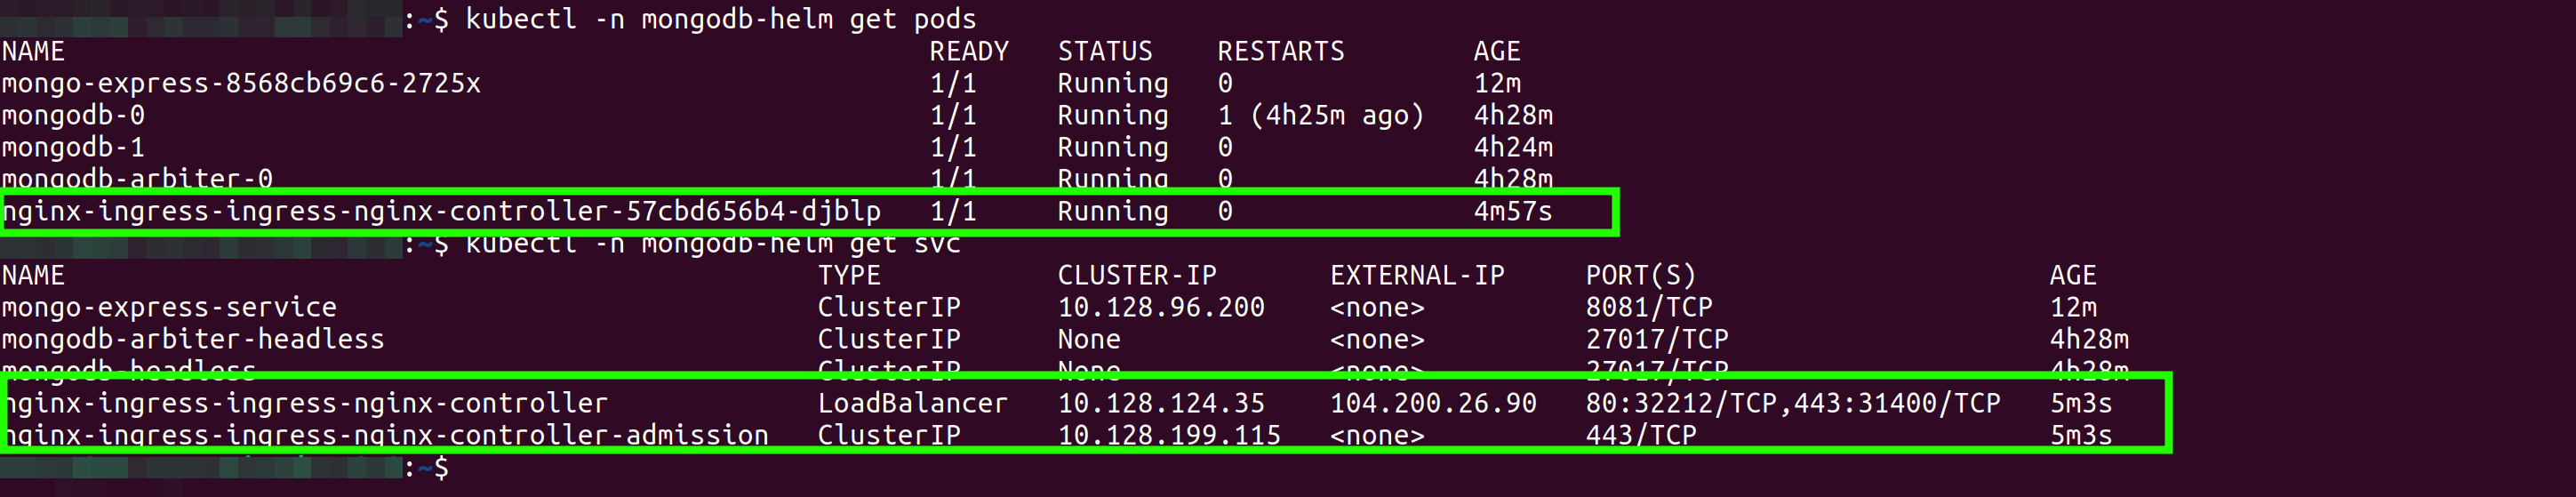 :~$ kubectl -n mongodb-helm get pods
NAME READY STATUS RESTARTS AGE
mongo-express-8568cb69c6-2725x 1/1 Running 0 12m
mongodb-0 1/1 Running 1 (4h25m ago) 4h28m
mongodb-1 1/1 Running 0 4h24m
mongodb-arbiter-0 1/1 Running 0 4h28m
nginx-ingress-ingress-nginx-controller-57cbd656b4-djblp 1/1 Running 0 4m57s
:~$ kubectl -n mongodb-helm get svc
NAME TYPE CLUSTER-IP EXTERNAL-IP PORT(S) AGE
mongo-express-service ClusterIP 10.128.96.200 <none> 8081/TCP 12m
mongodb-arbiter-headless ClusterIP None <none> 27017/TCP 4h28m
mongodb-headless ClusterIP None <none> 27017/TCP 4h28m
nginx-ingress-ingress-nginx-controller LoadBalancer 10.128.124.35 104.200.26.90 80:32212/TCP,443:31400/TCP 5m3s
nginx-ingress-ingress-nginx-controller-admission ClusterIP 10.128.199.115 <none> 443/TCP 5m3s
:~$